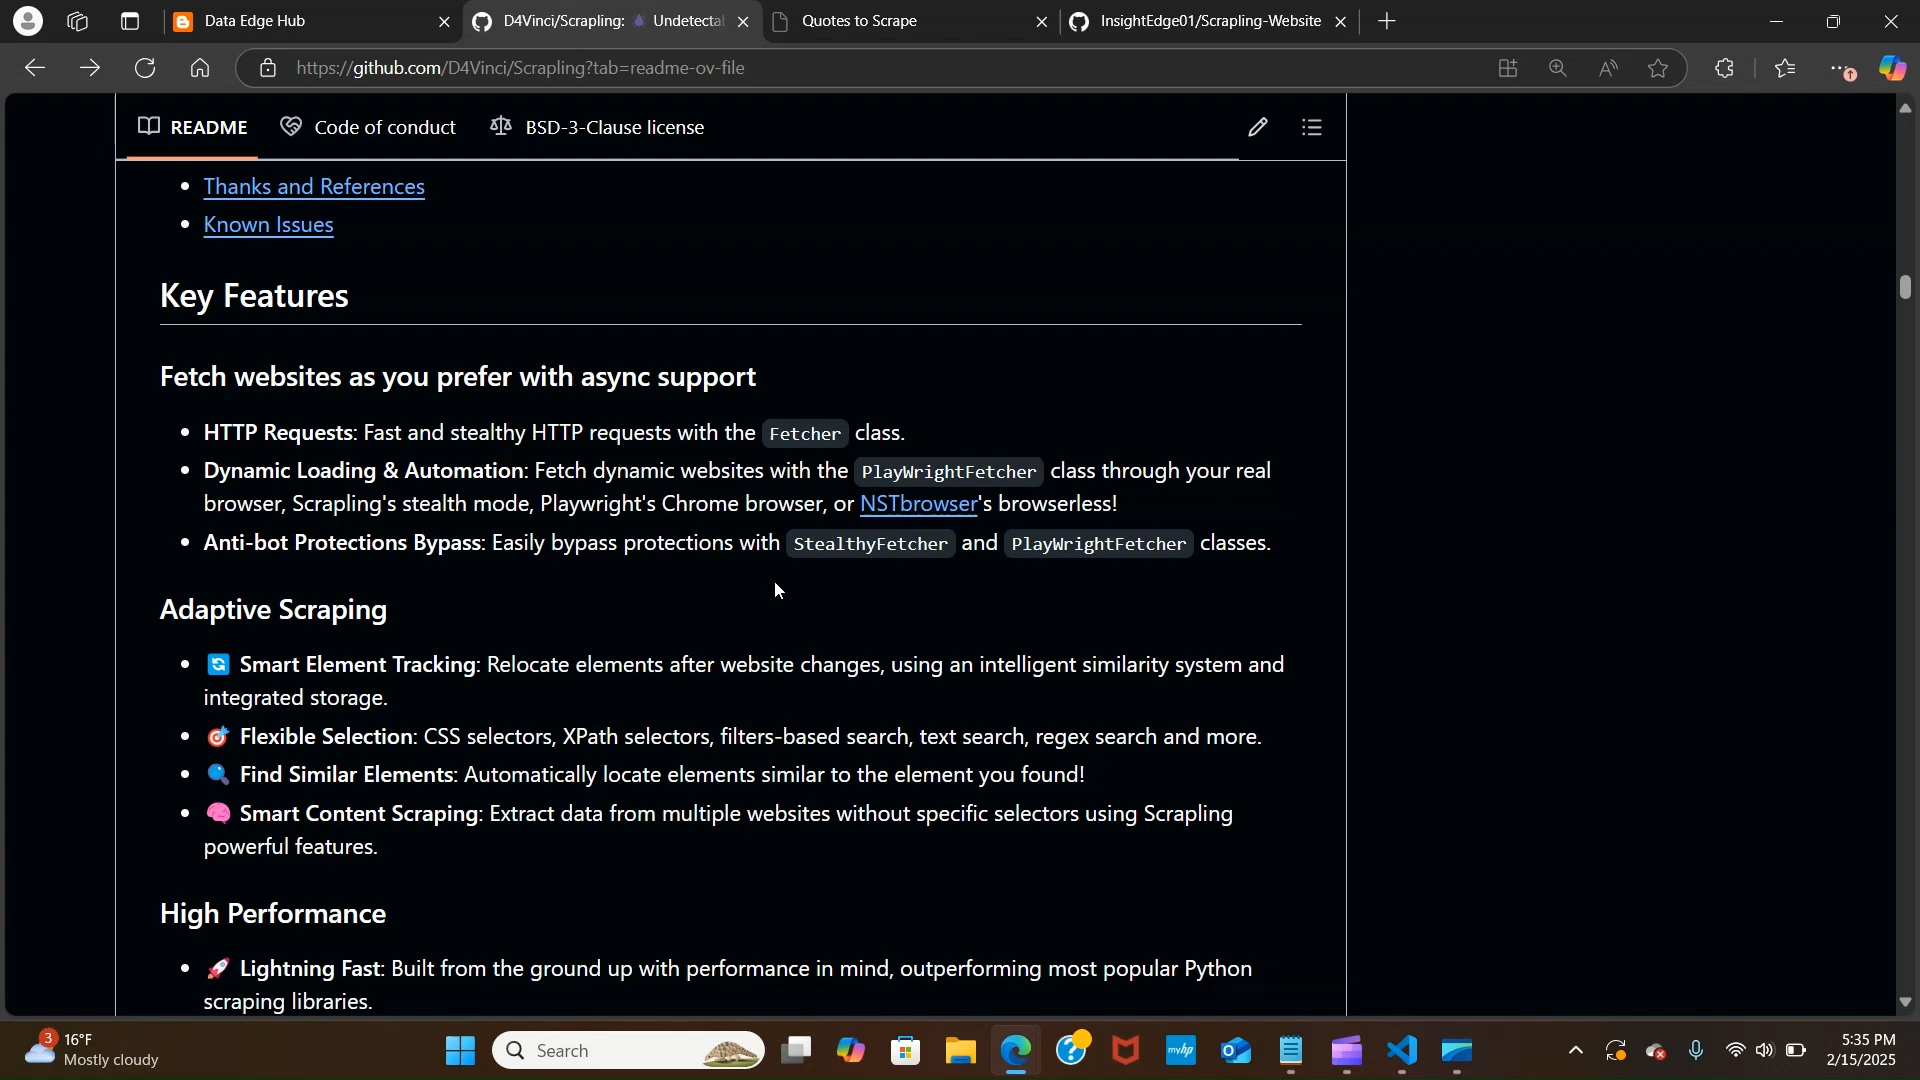 Data Edge Hub
D4Vinci/Scrapling: Undetectal
Quotes to Scrape
InsightEdge01/Scrapling-Website
https://github.com/D4Vinci/Scrapling?tab=readme-ov-file
README
Code of conduct
BSD-3-Clause license
Thanks and References
Known Issues
Key Features
Fetch websites as you prefer with async support
HTTP Requests: Fast and stealthy HTTP requests with the Fetcher class.
Dynamic Loading & Automation: Fetch dynamic websites with the PlayWrightFetcher class through your real
browser, Scrapling's stealth mode, Playwright's Chrome browser, or NSTbrowser's browserless!
Anti-bot Protections Bypass: Easily bypass protections with StealthyFetcher and PlayWrightFetcher classes.
Adaptive Scraping
🔄 Smart Element Tracking: Relocate elements after website changes, using an intelligent similarity system and
integrated storage.
🎯 Flexible Selection: CSS selectors, XPath selectors, filters-based search, text search, regex search and more.
🔍 Find Similar Elements: Automatically locate elements similar to the element you found!
🧠 Smart Content Scraping: Extract data from multiple websites without specific selectors using Scrapling
powerful features.
High Performance
🚀 Lightning Fast: Built from the ground up with performance in mind, outperforming most popular Python
scraping libraries.
3
16°F
Mostly cloudy
Search
myhp
5:35 PM
2/15/2025